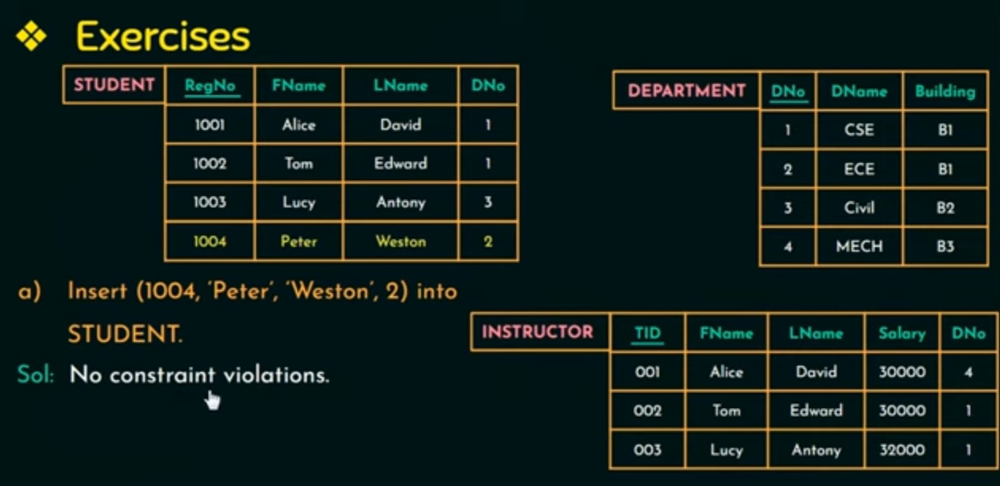 ❖ Exercises
STUDENT RegNo FName LName DNo
1001 Alice David 1
1002 Tom Edward 1
1003 Lucy Antony 3
1004 Peter Weston 2
DEPARTMENT DNo DName Building
1 CSE B1
2 ECE B1
3 Civil B2
4 MECH B3
a) Insert (1004, ‘Peter’, ‘Weston’, 2) into
STUDENT.
Sol: No constraint violations.
INSTRUCTOR TID FName LName Salary DNo
001 Alice David 30000 4
002 Tom Edward 30000 1
003 Lucy Antony 32000 1